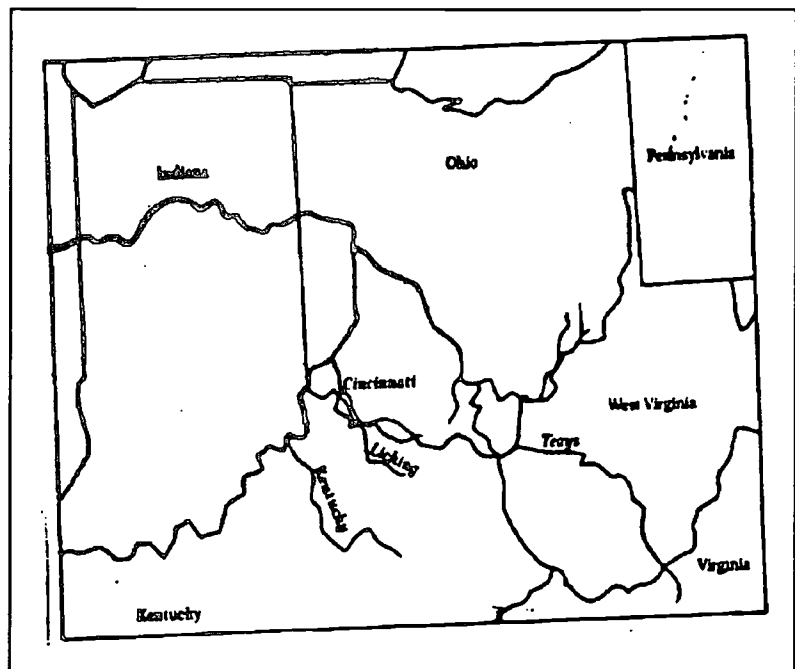 Indiana
Ohio
Pennsylvania
Cincinnati
West Virginia
Teays
Licking
Kentucky
Virginia
Kentucky